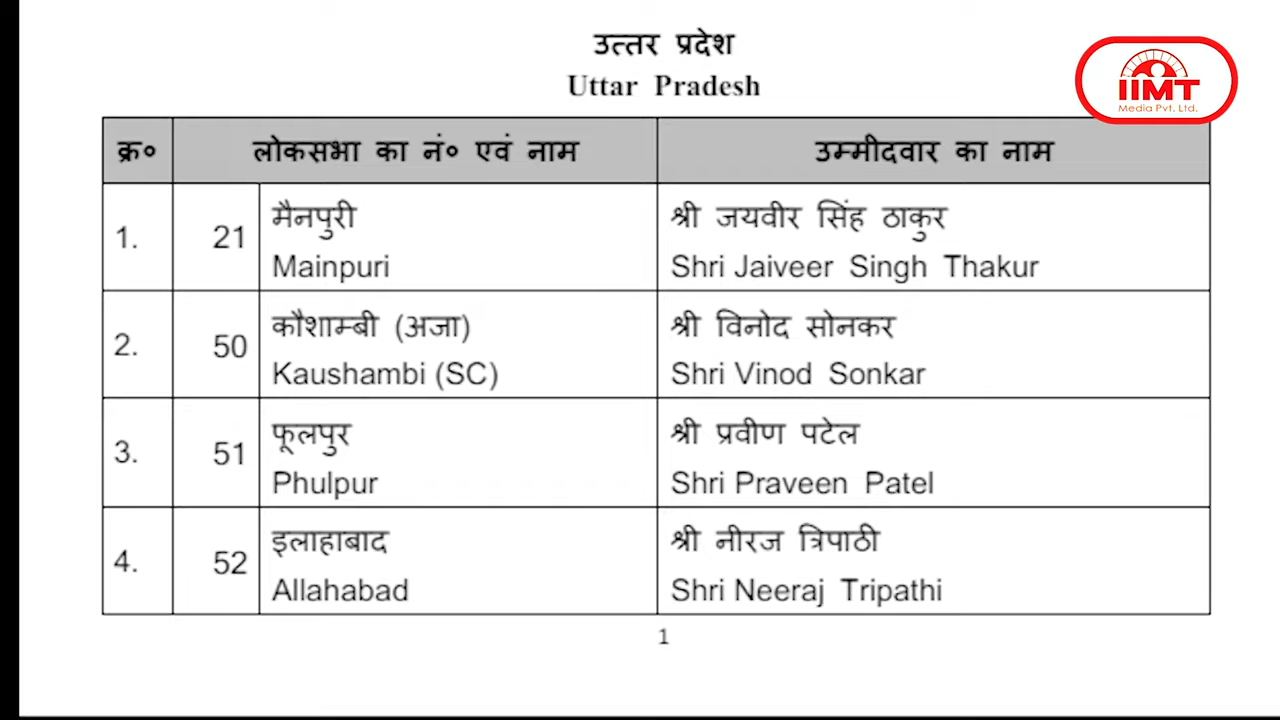 उत्तर प्रदेश
Uttar Pradesh
IIMT
Media Pvt. Ltd.
क्र० लोकसभा का नं० एवं नाम उम्मीदवार का नाम
1. 21 मैनपुरी श्री जयवीर सिंह ठाकुर
Mainpuri Shri Jaiveer Singh Thakur
2. 50 कौशाम्बी (अजा) श्री विनोद सोनकर
Kaushambi (SC) Shri Vinod Sonkar
3. 51 फूलपुर श्री प्रवीण पटेल
Phulpur Shri Praveen Patel
4. 52 इलाहाबाद श्री नीरज त्रिपाठी
Allahabad Shri Neeraj Tripathi
1